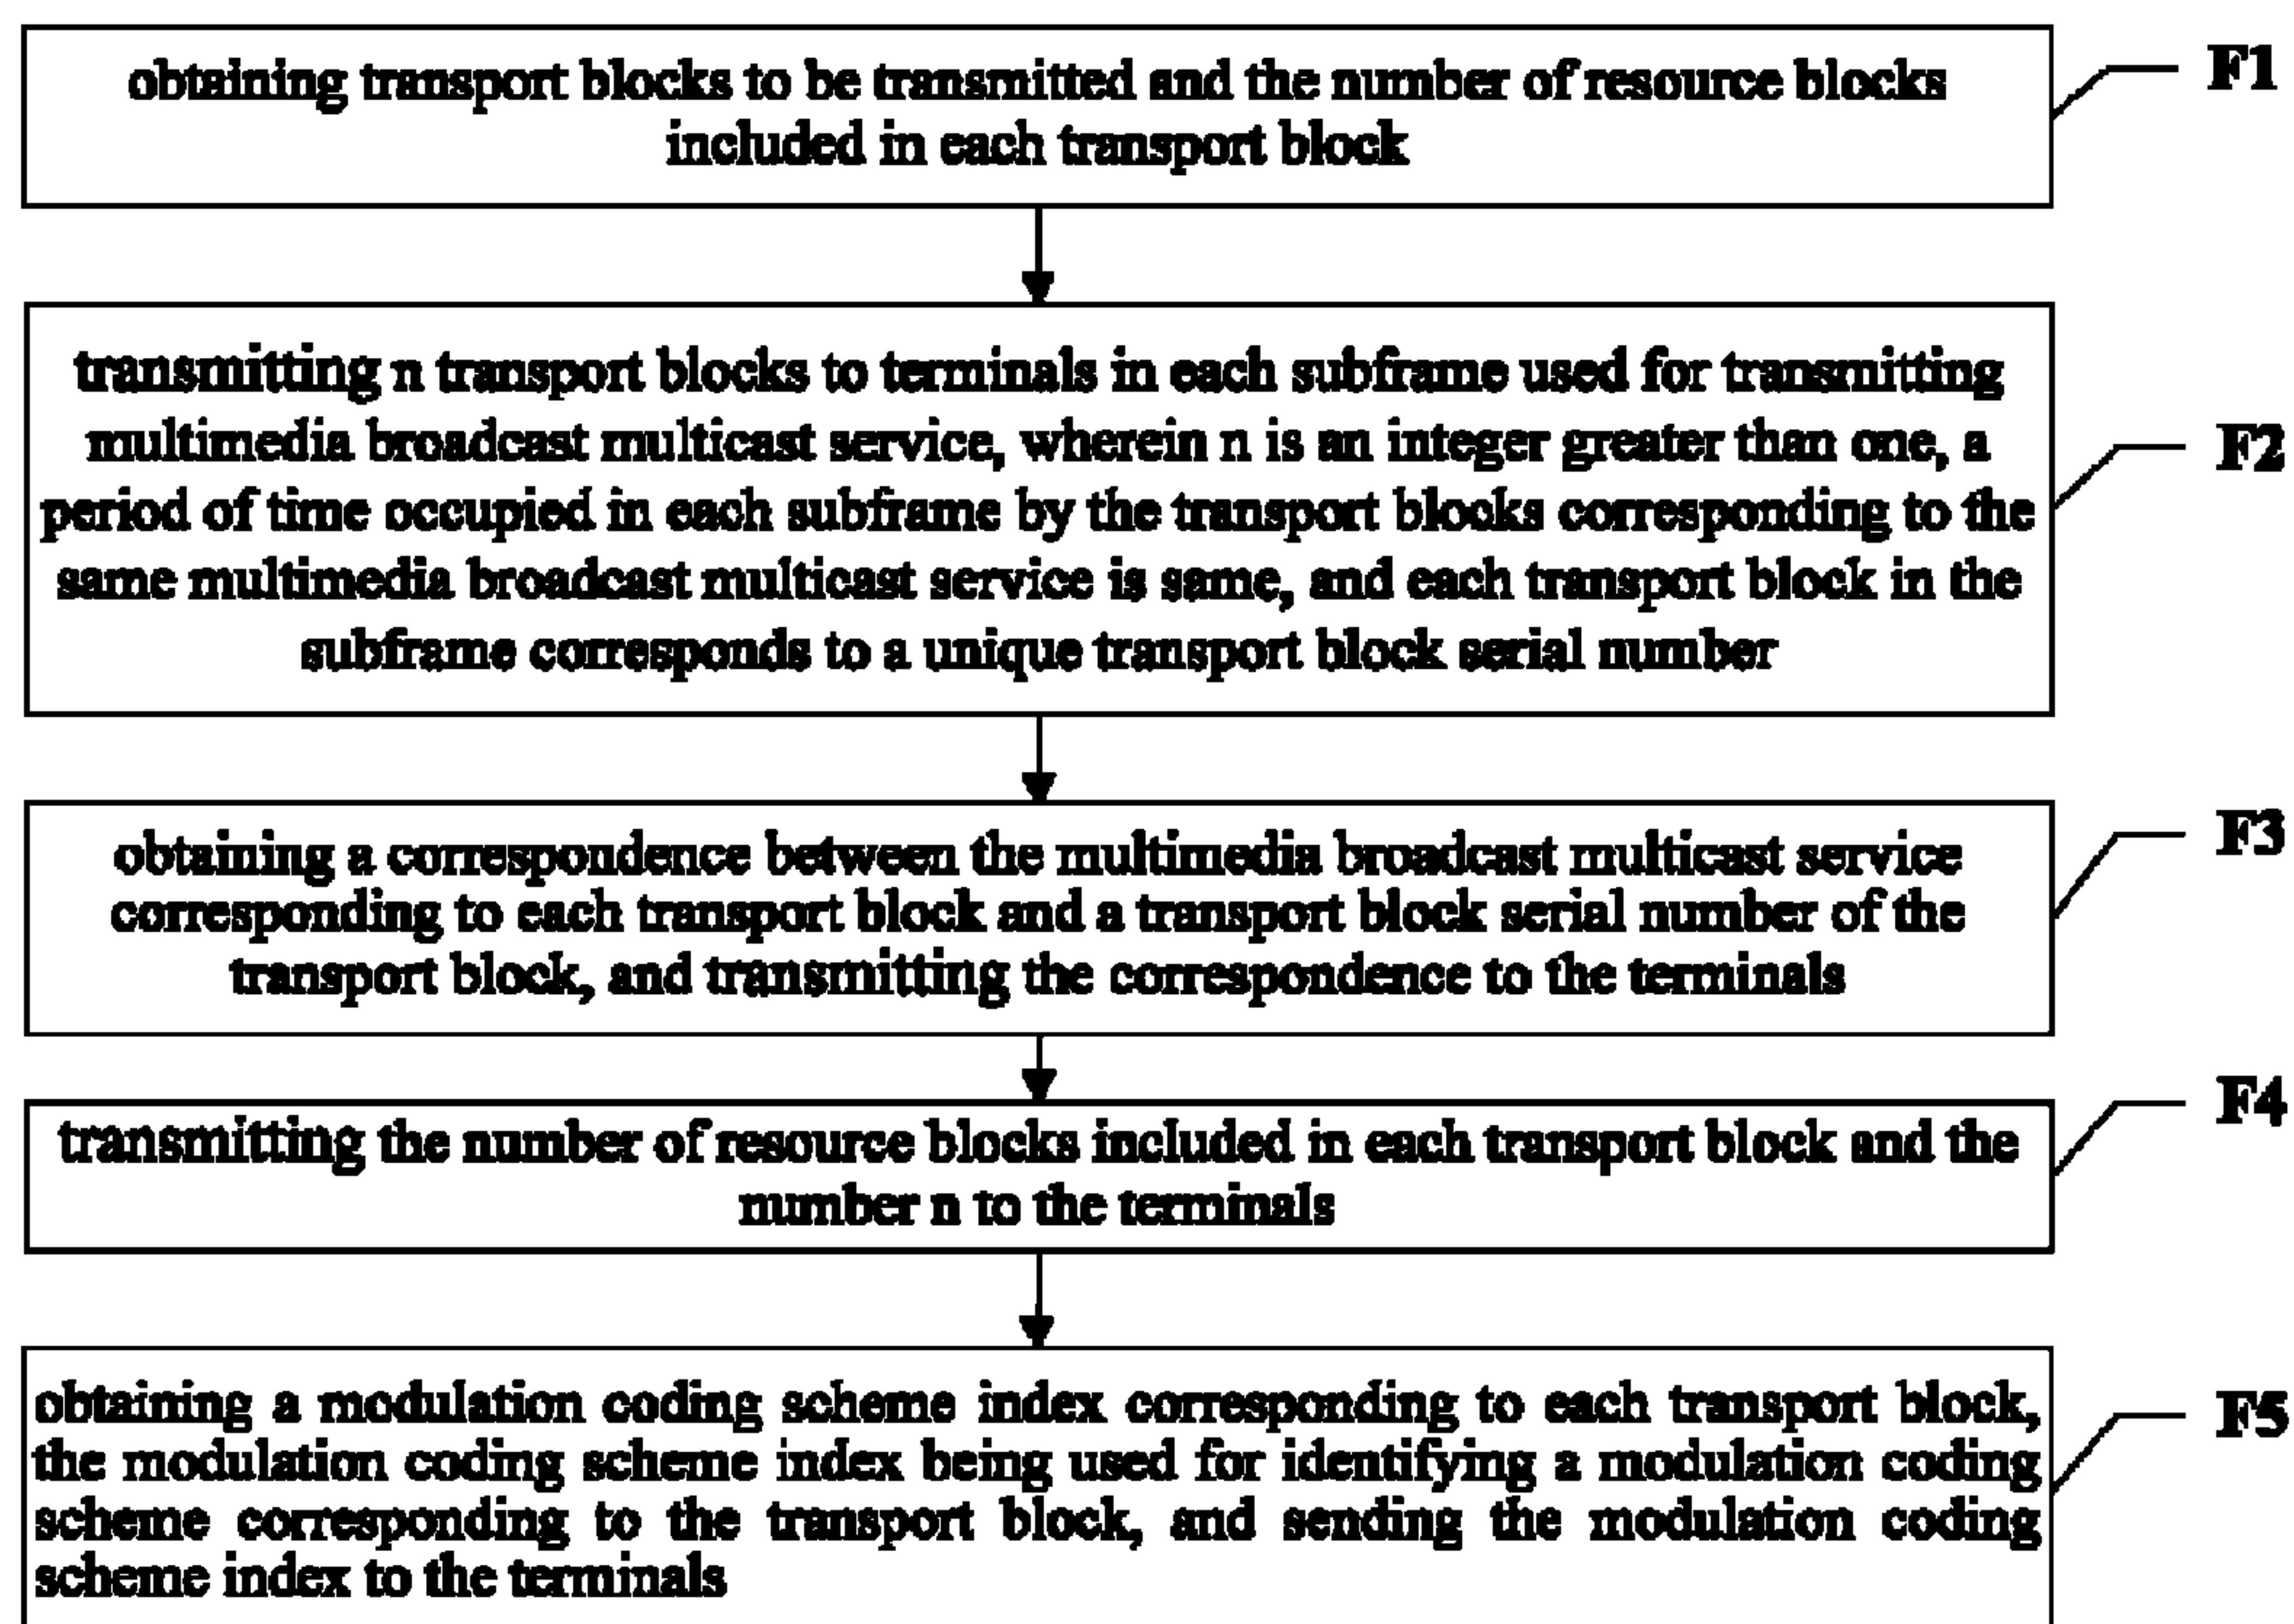 obtaining transport blocks to be transmitted and the number of resource blocks
included in each transport block
F1
transmitting n transport blocks to terminals in each subframe used for transmitting
multimedia broadcast multicast service, wherein n is an integer greater than one, a
period of time occupied in each subframe by the transport blocks corresponding to the
same multimedia broadcast multicast service is same, and each transport block in the
subframe corresponds to a unique transport block serial number
F2
obtaining a correspondence between the multimedia broadcast multicast service
corresponding to each transport block and a transport block serial number of the
transport block, and transmitting the correspondence to the terminals
F3
transmitting the number of resource blocks included in each transport block and the
number n to the terminals
F4
obtaining a modulation coding scheme index corresponding to each transport block,
the modulation coding scheme index being used for identifying a modulation coding
scheme corresponding to the transport block, and sending the modulation coding
scheme index to the terminals
F5